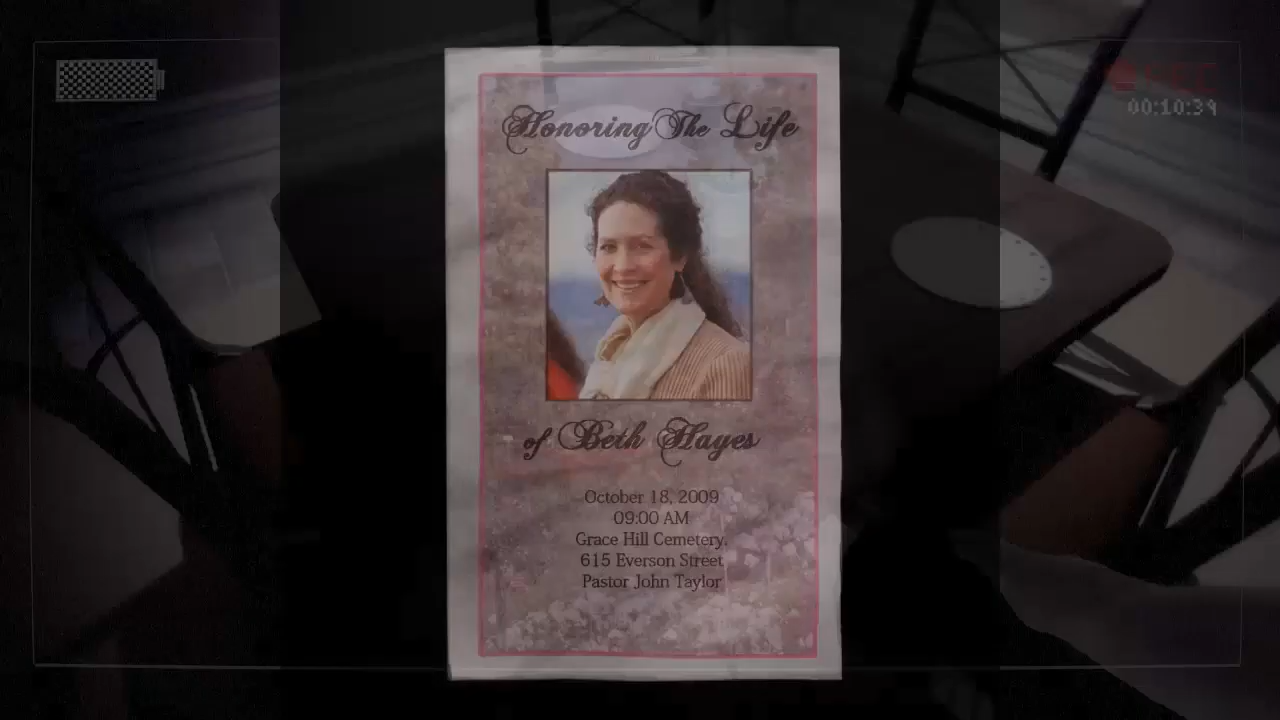 REC
00:10:34
Honoring The Life
of Beth Hayes
October 18, 2009
09:00 AM
Grace Hill Cemetery.
615 Everson Street
Pastor John Taylor